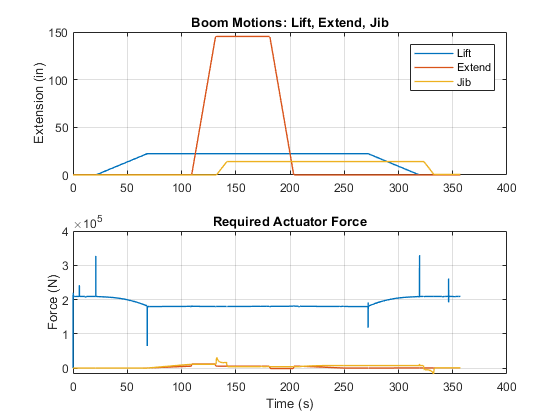 Boom Motions: Lift, Extend, Jib
Extension (in)
150
100
50
0
Lift
Extend
Jib
0 50 100 150 200 250 300 350 400
Required Actuator Force
×10^5
Force (N)
4
3
2
1
0
0 50 100 150 200 250 300 350 400
Time (s)